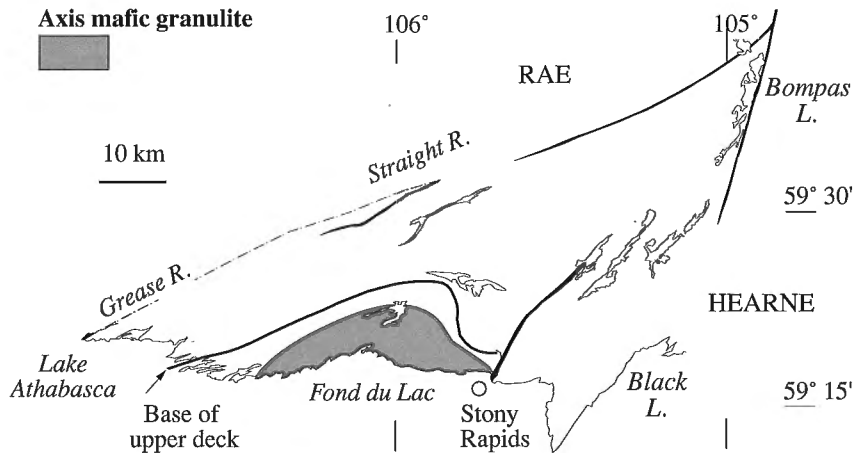 Axis mafic granulite
106°
105°
RAE
Bompas
L.
10 km
Straight R.
59° 30'
Grease R.
HEARNE
Lake
Athabasca
Fond du Lac
Black
L.
59° 15'
Base of
upper deck
Stony
Rapids